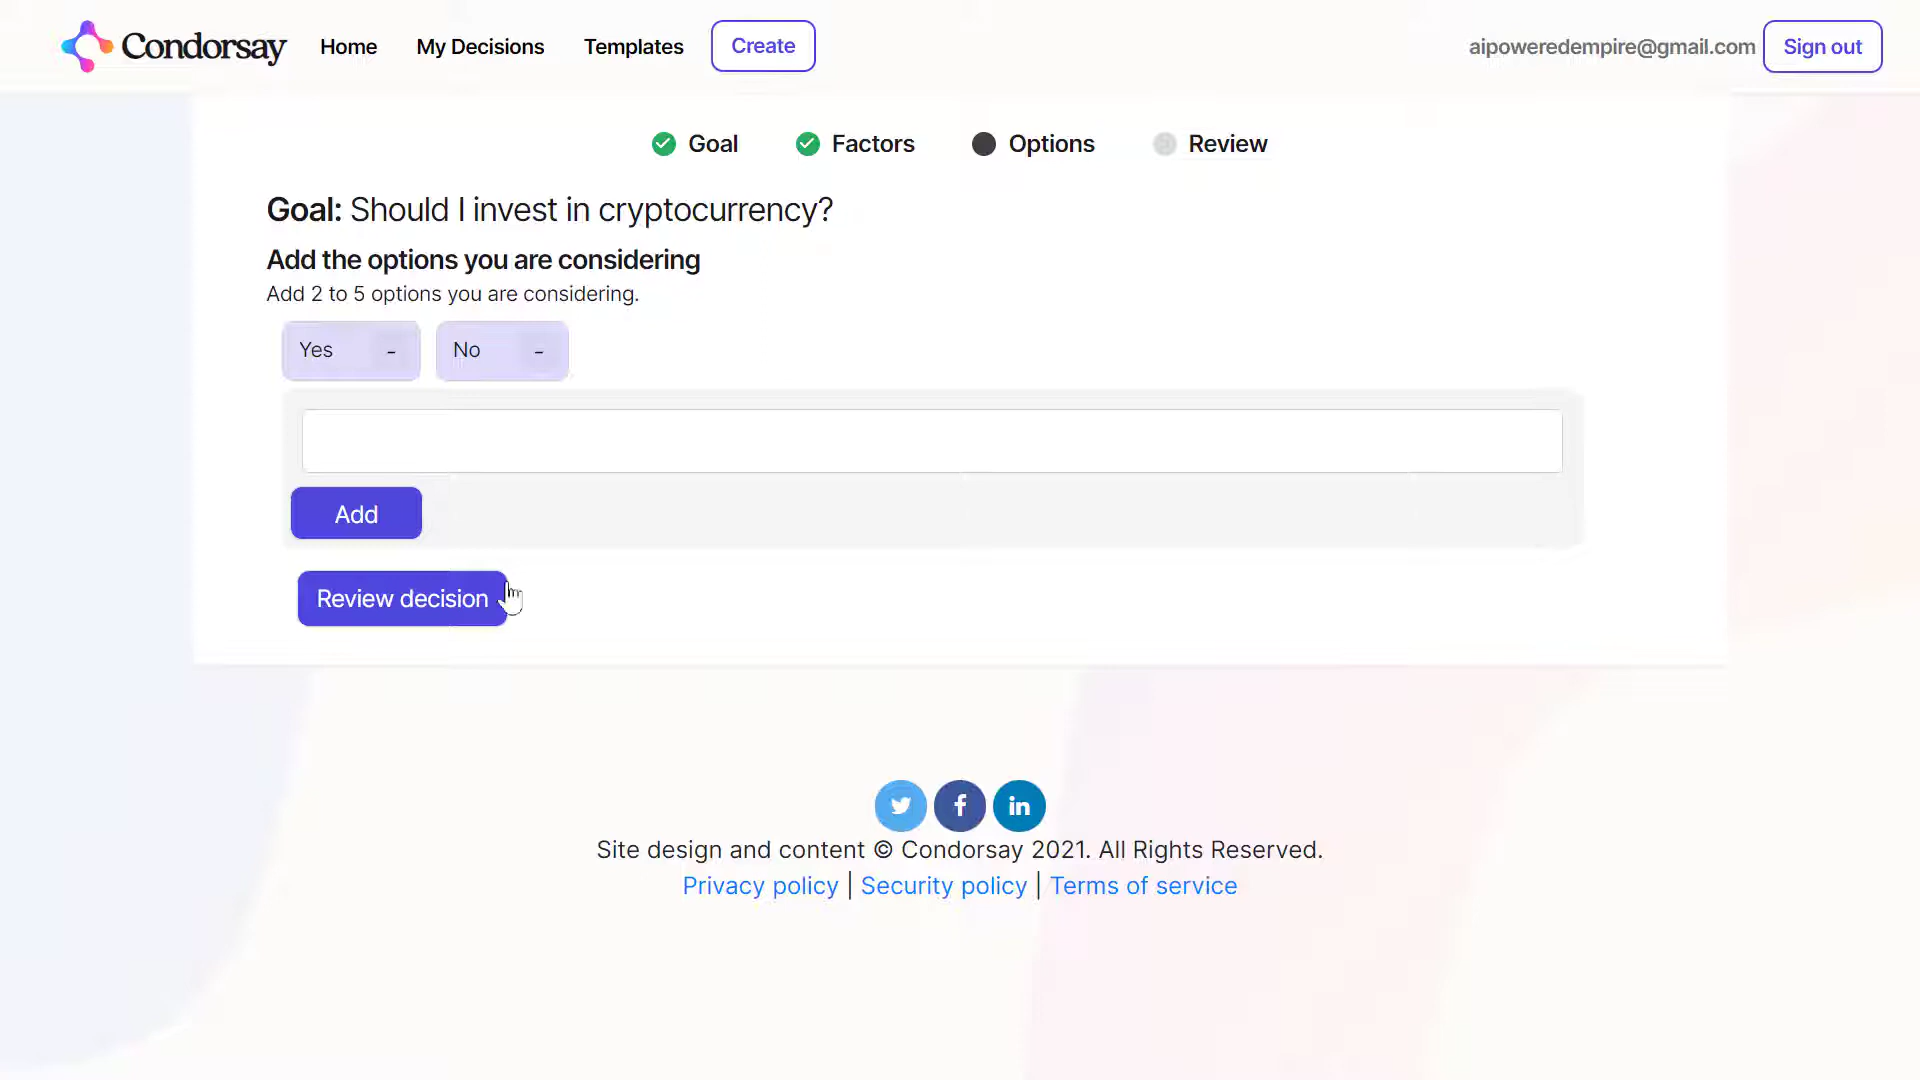 Condorsay Home My Decisions Templates Create aipoweredempire@gmail.com Sign out
Goal Factors Options Review
Goal: Should I invest in cryptocurrency?
Add the options you are considering
Add 2 to 5 options you are considering.
Yes - No -
Add
Review decision
Site design and content © Condorsay 2021. All Rights Reserved.
Privacy policy | Security policy | Terms of service